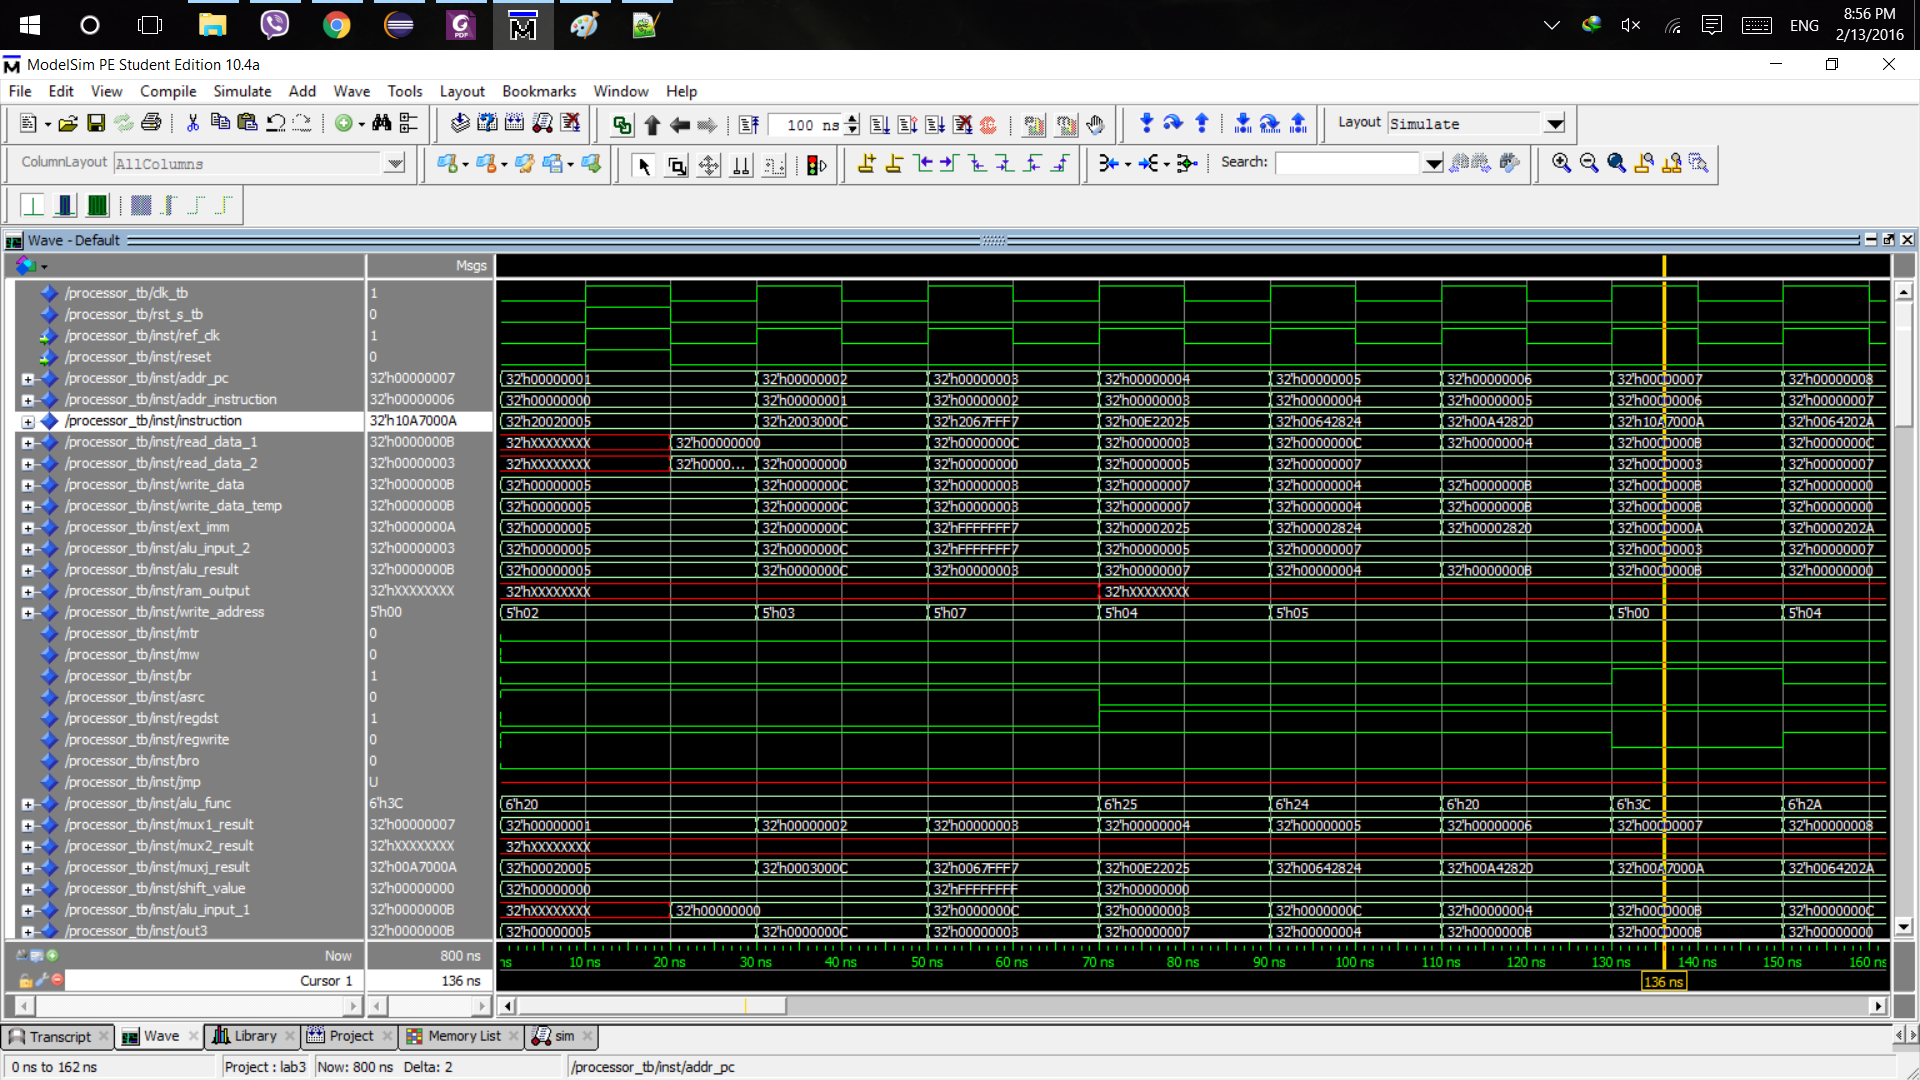 8:56 PM
ENG
2/13/2016
PDF
ModelSim PE Student Edition 10.4a
File Edit View Compile Simulate Add Wave Tools Layout Bookmarks Window Help
100 ns
Layout Simulate
ColumnLayout AllColumns
Search:
Wave - Default
Msgs
/processor_tb/clk_tb 1
/processor_tb/rst_s_tb 0
/processor_tb/inst/ref_clk 1
/processor_tb/inst/reset 0
/processor_tb/inst/addr_pc 32'h00000007 32'h00000001 32'h00000002 32'h00000003 32'h00000004 32'h00000005 32'h00000006 32'h00000007 32'h00000008
/processor_tb/inst/addr_instruction 32'h00000006 32'h00000000 32'h00000001 32'h00000002 32'h00000003 32'h00000004 32'h00000005 32'h00000006 32'h00000007
/processor_tb/inst/instruction 32'h10A7000A 32'h20020005 32'h2003000C 32'h2067FFF7 32'h00E22025 32'h00642824 32'h00A42820 32'h10A7000A 32'h0064202A
/processor_tb/inst/read_data_1 32'h0000000B 32'hXXXXXXXX 32'h00000000 32'h0000000C 32'h00000003 32'h0000000C 32'h00000004 32'h0000000B 32'h0000000C
/processor_tb/inst/read_data_2 32'h00000003 32'hXXXXXXXX 32'h0000... 32'h00000000 32'h00000000 32'h00000005 32'h00000007 32'h00000003 32'h00000007
/processor_tb/inst/write_data 32'h0000000B 32'h00000005 32'h0000000C 32'h00000003 32'h00000007 32'h00000004 32'h0000000B 32'h0000000B 32'h00000000
/processor_tb/inst/write_data_temp 32'h0000000B 32'h00000005 32'h0000000C 32'h00000003 32'h00000007 32'h00000004 32'h0000000B 32'h0000000B 32'h00000000
/processor_tb/inst/ext_imm 32'h0000000A 32'h00000005 32'h0000000C 32'hFFFFFFF7 32'h00002025 32'h00002824 32'h00002820 32'h0000000A 32'h0000202A
/processor_tb/inst/alu_input_2 32'h00000003 32'h00000005 32'h0000000C 32'hFFFFFFF7 32'h00000005 32'h00000007 32'h00000003 32'h00000007
/processor_tb/inst/alu_result 32'h0000000B 32'h00000005 32'h0000000C 32'h00000003 32'h00000007 32'h00000004 32'h0000000B 32'h0000000B 32'h00000000
/processor_tb/inst/ram_output 32'hXXXXXXXX 32'hXXXXXXXX 32'hXXXXXXXX
/processor_tb/inst/write_address 5'h00 5'h02 5'h03 5'h07 5'h04 5'h05 5'h00 5'h04
/processor_tb/inst/mtr 0
/processor_tb/inst/mw 0
/processor_tb/inst/br 1
/processor_tb/inst/asrc 0
/processor_tb/inst/regdst 1
/processor_tb/inst/regwrite 0
/processor_tb/inst/bro 0
/processor_tb/inst/jmp U
/processor_tb/inst/alu_func 6'h3C 6'h20 6'h25 6'h24 6'h20 6'h3C 6'h2A
/processor_tb/inst/mux1_result 32'h00000007 32'h00000001 32'h00000002 32'h00000003 32'h00000004 32'h00000005 32'h00000006 32'h00000007 32'h00000008
/processor_tb/inst/mux2_result 32'hXXXXXXXX 32'hXXXXXXXX
/processor_tb/inst/muxj_result 32'h00A7000A 32'h00020005 32'h0003000C 32'h0067FFF7 32'h00E22025 32'h00642824 32'h00A42820 32'h00A7000A 32'h0064202A
/processor_tb/inst/shift_value 32'h00000000 32'h00000000 32'hFFFFFFFF 32'h00000000
/processor_tb/inst/alu_input_1 32'h0000000B 32'hXXXXXXXX 32'h00000000 32'h0000000C 32'h00000003 32'h0000000C 32'h00000004 32'h0000000B 32'h0000000C
/processor_tb/inst/out3 32'h0000000B 32'h00000005 32'h0000000C 32'h00000003 32'h00000007 32'h00000004 32'h0000000B 32'h0000000B 32'h00000000
Now 800 ns ns 10 ns 20 ns 30 ns 40 ns 50 ns 60 ns 70 ns 80 ns 90 ns 100 ns 110 ns 120 ns 130 ns 140 ns 150 ns 160 ns
Cursor 1 136 ns 136 ns
Transcript Wave Library Project Memory List sim
0 ns to 162 ns Project : lab3 Now: 800 ns Delta: 2 /processor_tb/inst/addr_pc